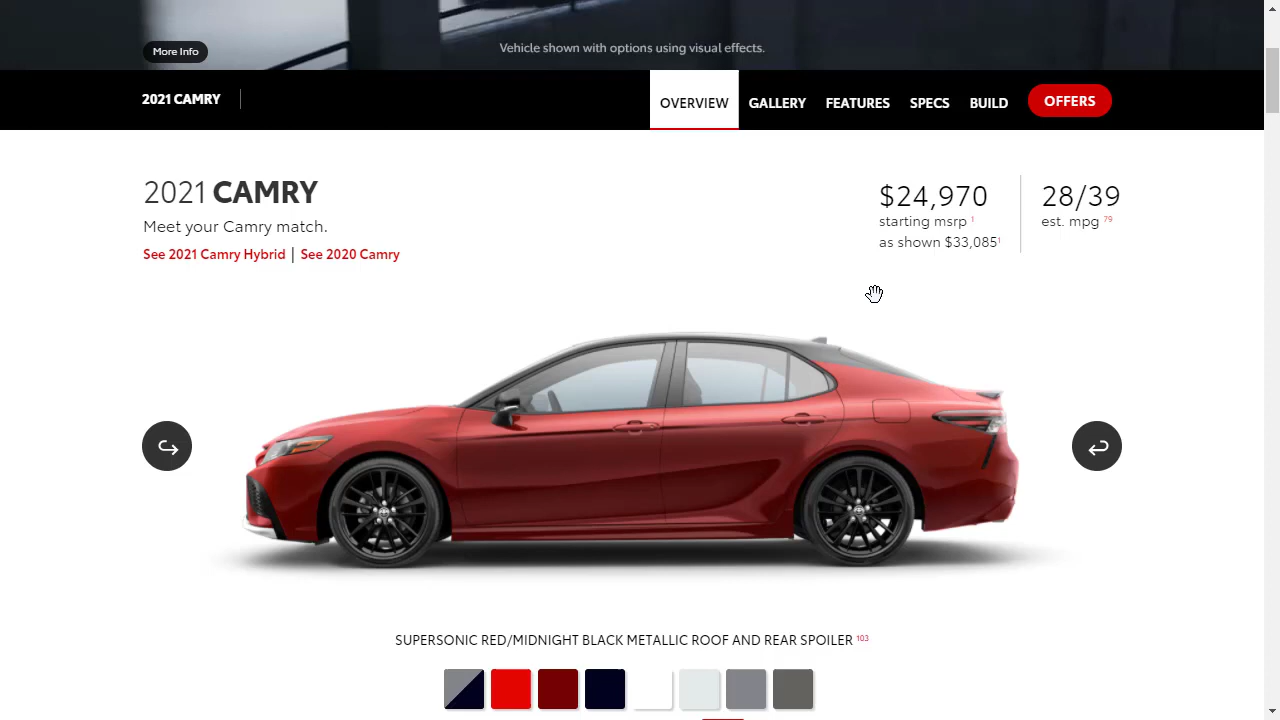 More Info
Vehicle shown with options using visual effects.
2021 CAMRY
OVERVIEW GALLERY FEATURES SPECS BUILD OFFERS
2021 CAMRY
Meet your Camry match.
See 2021 Camry Hybrid | See 2020 Camry
$24,970
starting msrp 1
as shown $33,085¹
28/39
est. mpg 79
SUPERSONIC RED/MIDNIGHT BLACK METALLIC ROOF AND REAR SPOILER 103